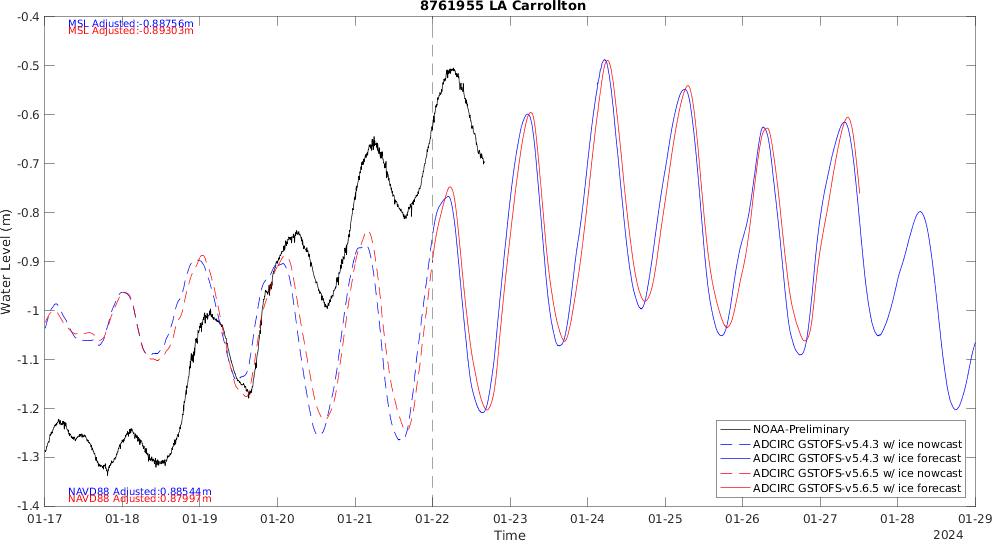 8761955 LA Carrollton
MSL Adjusted:-0.88756m
MSL Adjusted:-0.89303m
-0.4
-0.5
-0.6
-0.7
-0.8
-0.9
-1
-1.1
-1.2
-1.3
-1.4
Water Level (m)
NOAA-Preliminary
ADCIRC GSTOFS-v5.4.3 w/ ice nowcast
ADCIRC GSTOFS-v5.4.3 w/ ice forecast
ADCIRC GSTOFS-v5.6.5 w/ ice nowcast
ADCIRC GSTOFS-v5.6.5 w/ ice forecast
NAVD88 Adjusted:0.88544m
NAVD88 Adjusted:0.87997m
01-17 01-18 01-19 01-20 01-21 01-22 01-23 01-24 01-25 01-26 01-27 01-28 01-29
Time
2024